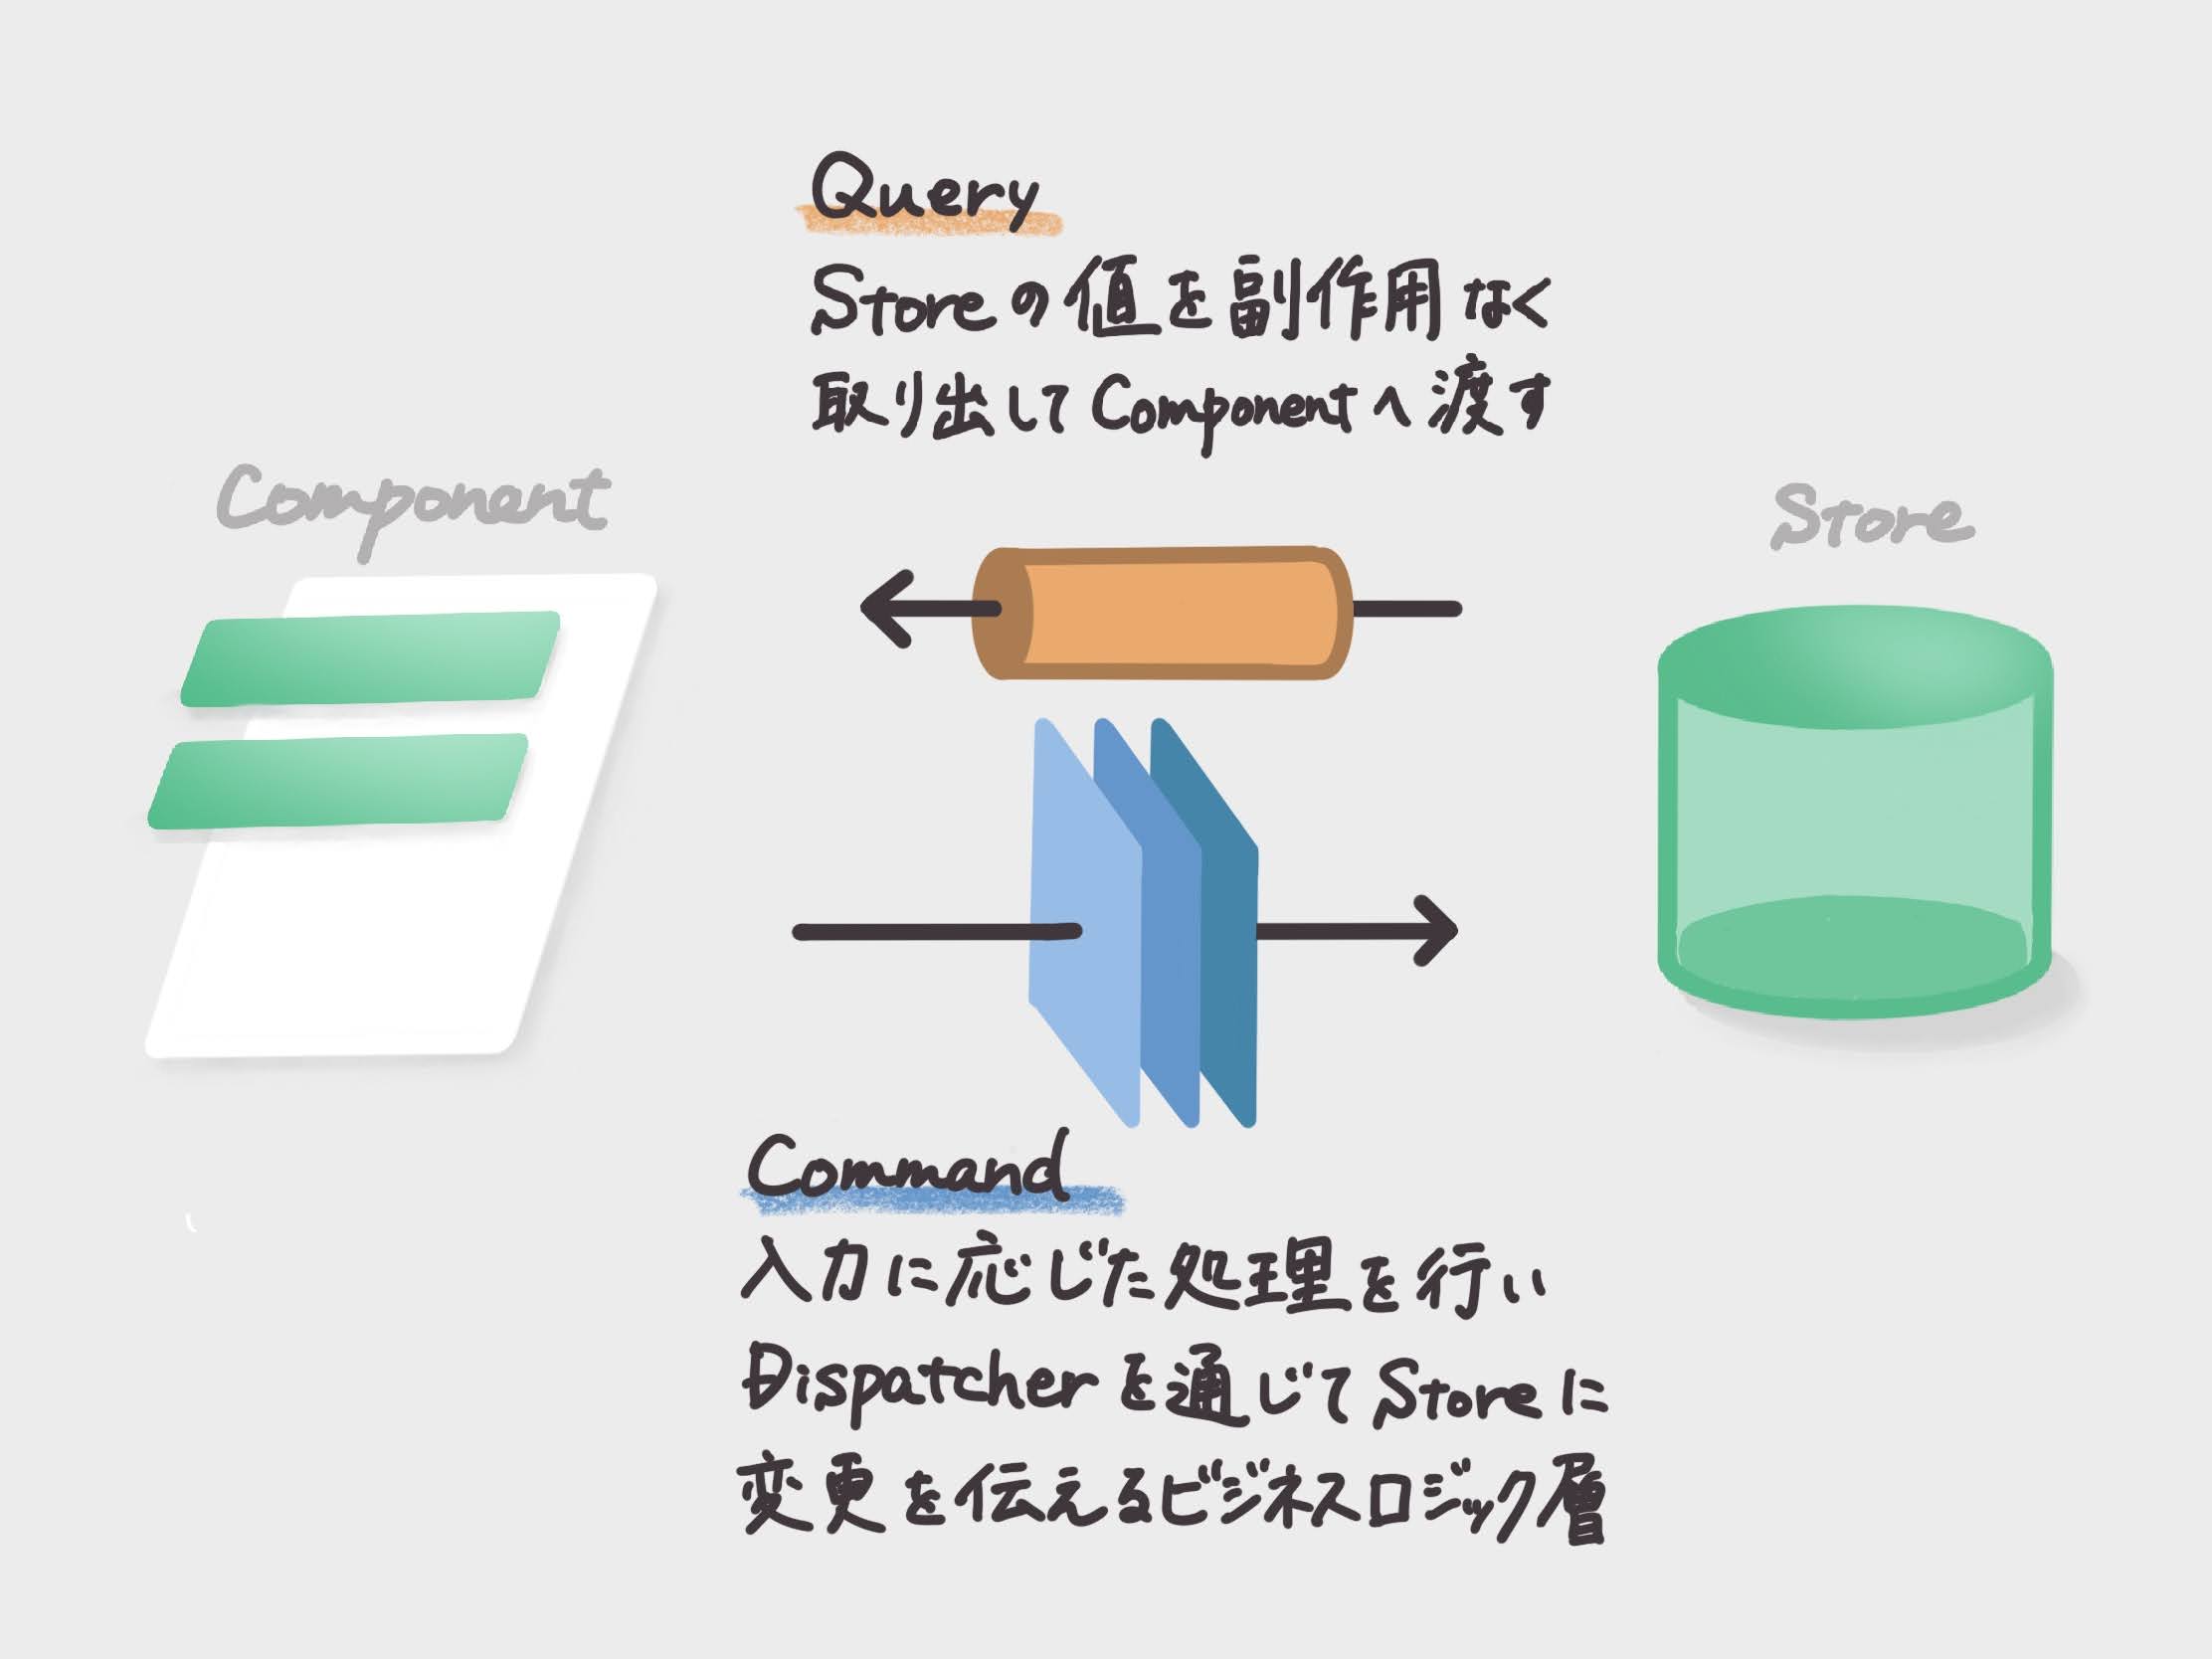 Query
Storeの値を副作用なく
取り出してComponentへ渡す
Component
Store
Command
入力に応じた処理を行い
Dispatcherを通じてStoreに
変更を伝えるビジネスロジック層